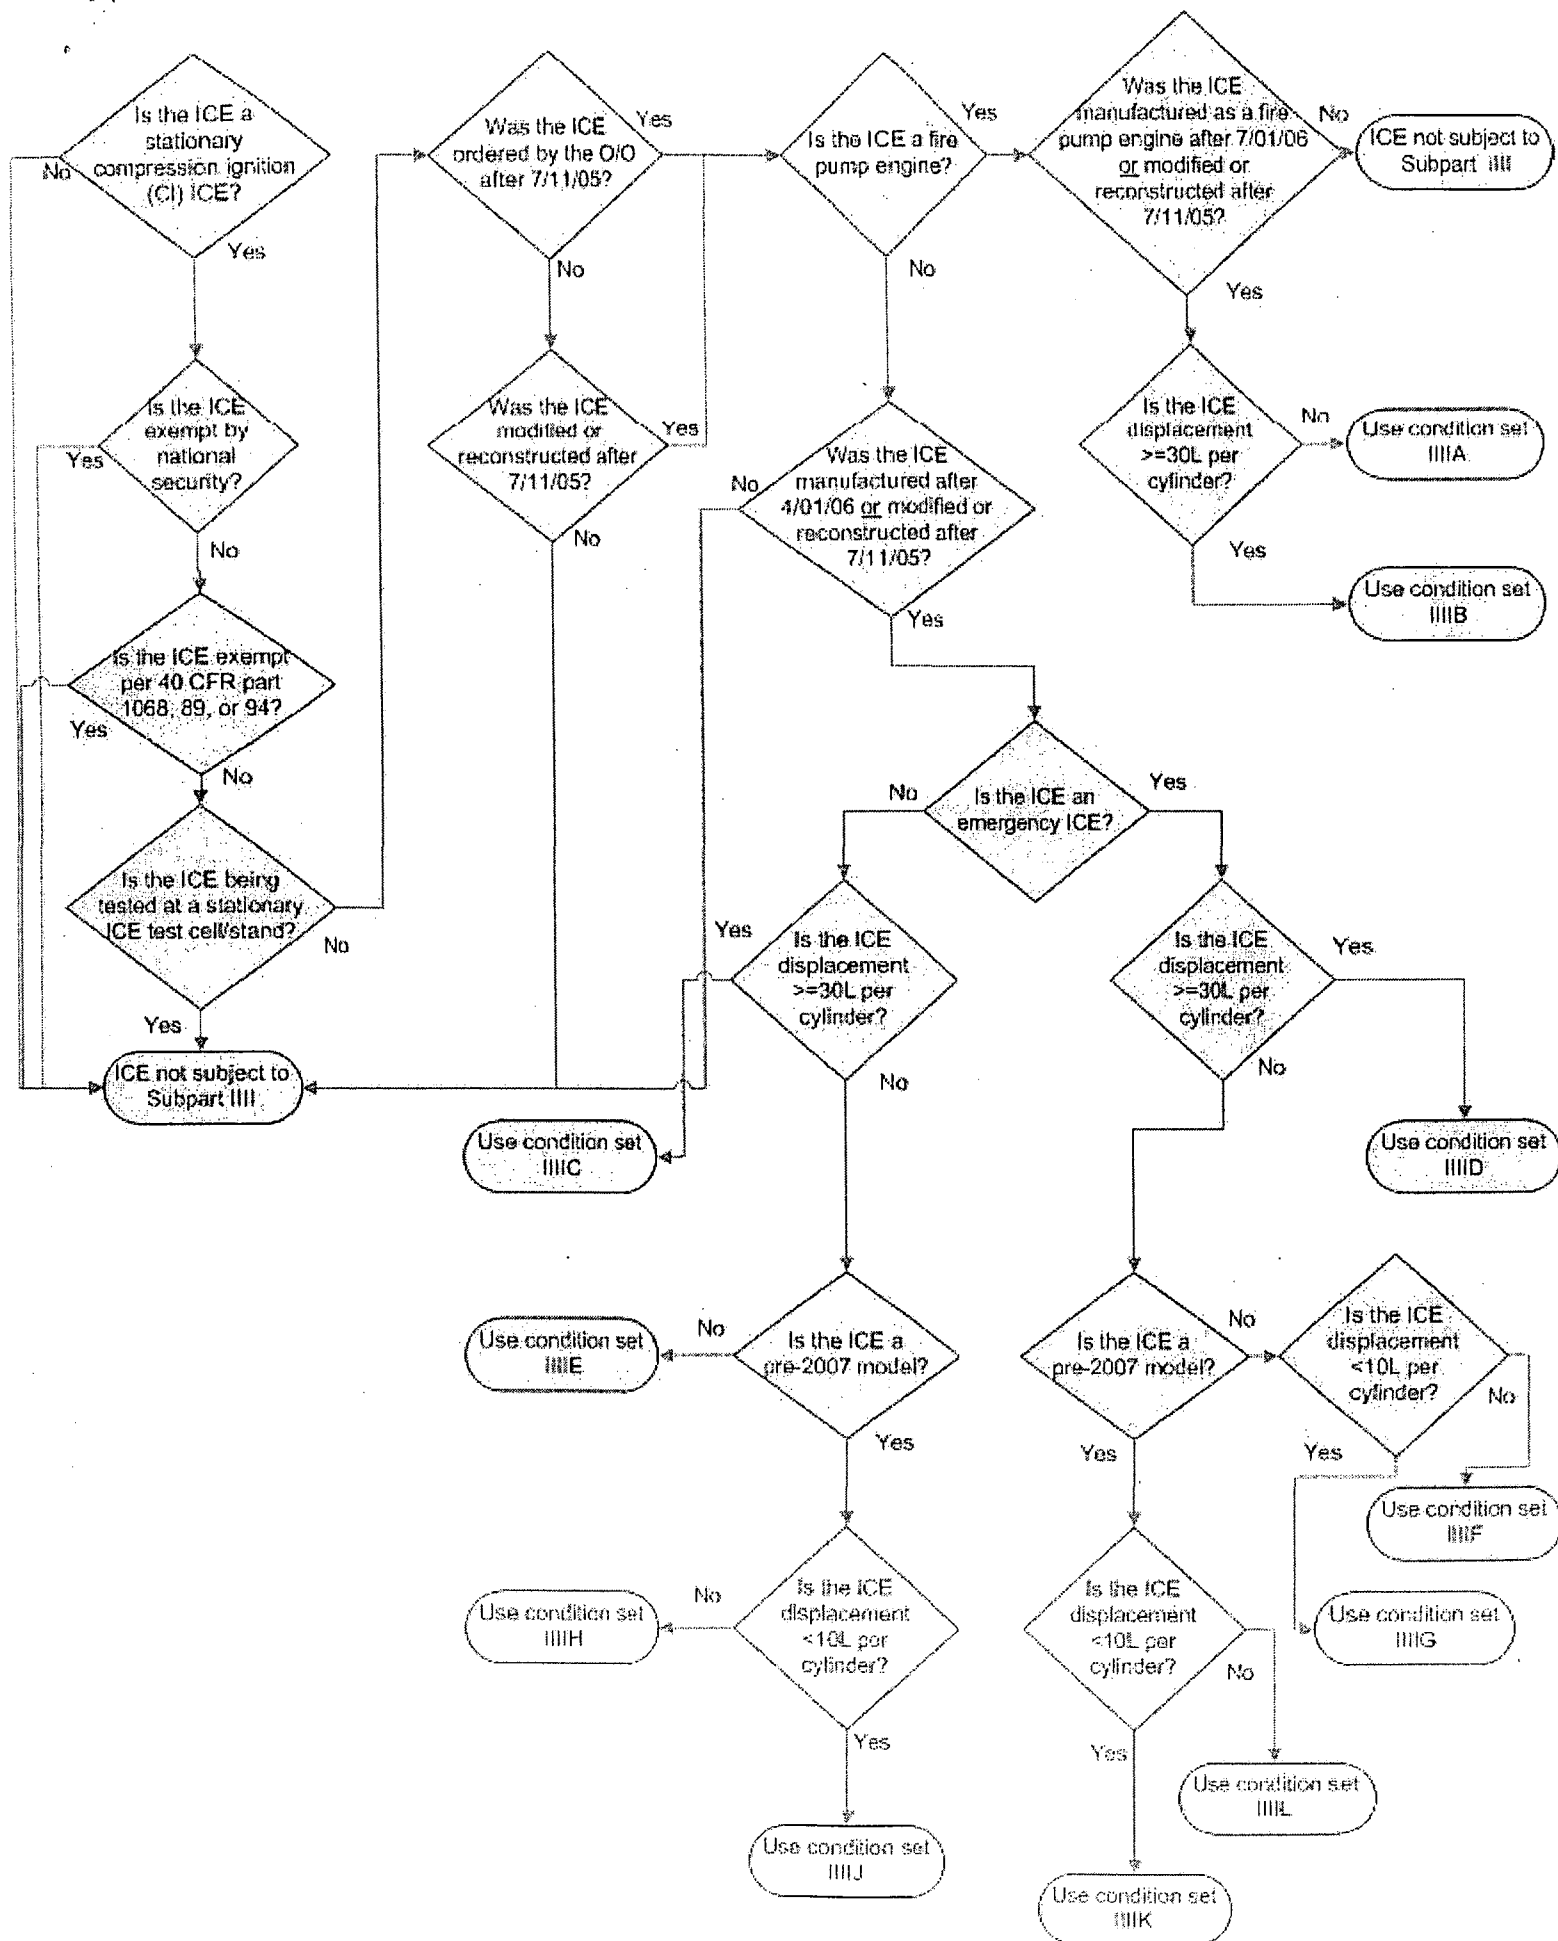 Is the ICE a
stationary
compression ignition
(CI) ICE?
No
Yes
Is the ICE
exempt by
national
security?
Yes
No
Is the ICE exempt
per 40 CFR part
1068, 89, or 94?
Yes
No
Is the ICE being
tested at a stationary
ICE test cell/stand?
No
Yes
ICE not subject to
Subpart IIII
Was the ICE
ordered by the O/O
after 7/11/05?
Yes
No
Was the ICE
modified or
reconstructed after
7/11/05?
Yes
No
Is the ICE a fire
pump engine?
Yes
No
Was the ICE
manufactured as a fire
pump engine after 7/01/06
or modified or
reconstructed after
7/11/05?
No
ICE not subject to
Subpart IIII
Yes
Is the ICE
displacement
>=30L per
cylinder?
No
Use condition set
IIIIA
Yes
Use condition set
IIIIB
Was the ICE
manufactured after
4/01/06 or modified or
reconstructed after
7/11/05?
No
Yes
Is the ICE an
emergency ICE?
No
Yes
Is the ICE
displacement
>=30L per
cylinder?
Yes
No
Use condition set
IIIIC
Is the ICE
displacement
>=30L per
cylinder?
Yes
No
Use condition set
IIIID
Is the ICE a
pre-2007 model?
No
Use condition set
IIIIE
Yes
Is the ICE a
pre-2007 model?
No
Yes
Is the ICE
displacement
<10L per
cylinder?
No
Yes
Use condition set
IIIIF
Use condition set
IIIIG
Is the ICE
displacement
<10L per
cylinder?
No
Use condition set
IIIIH
Yes
Use condition set
IIIIJ
Is the ICE
displacement
<10L per
cylinder?
No
Yes
Use condition set
IIIIL
Use condition set
IIIIK